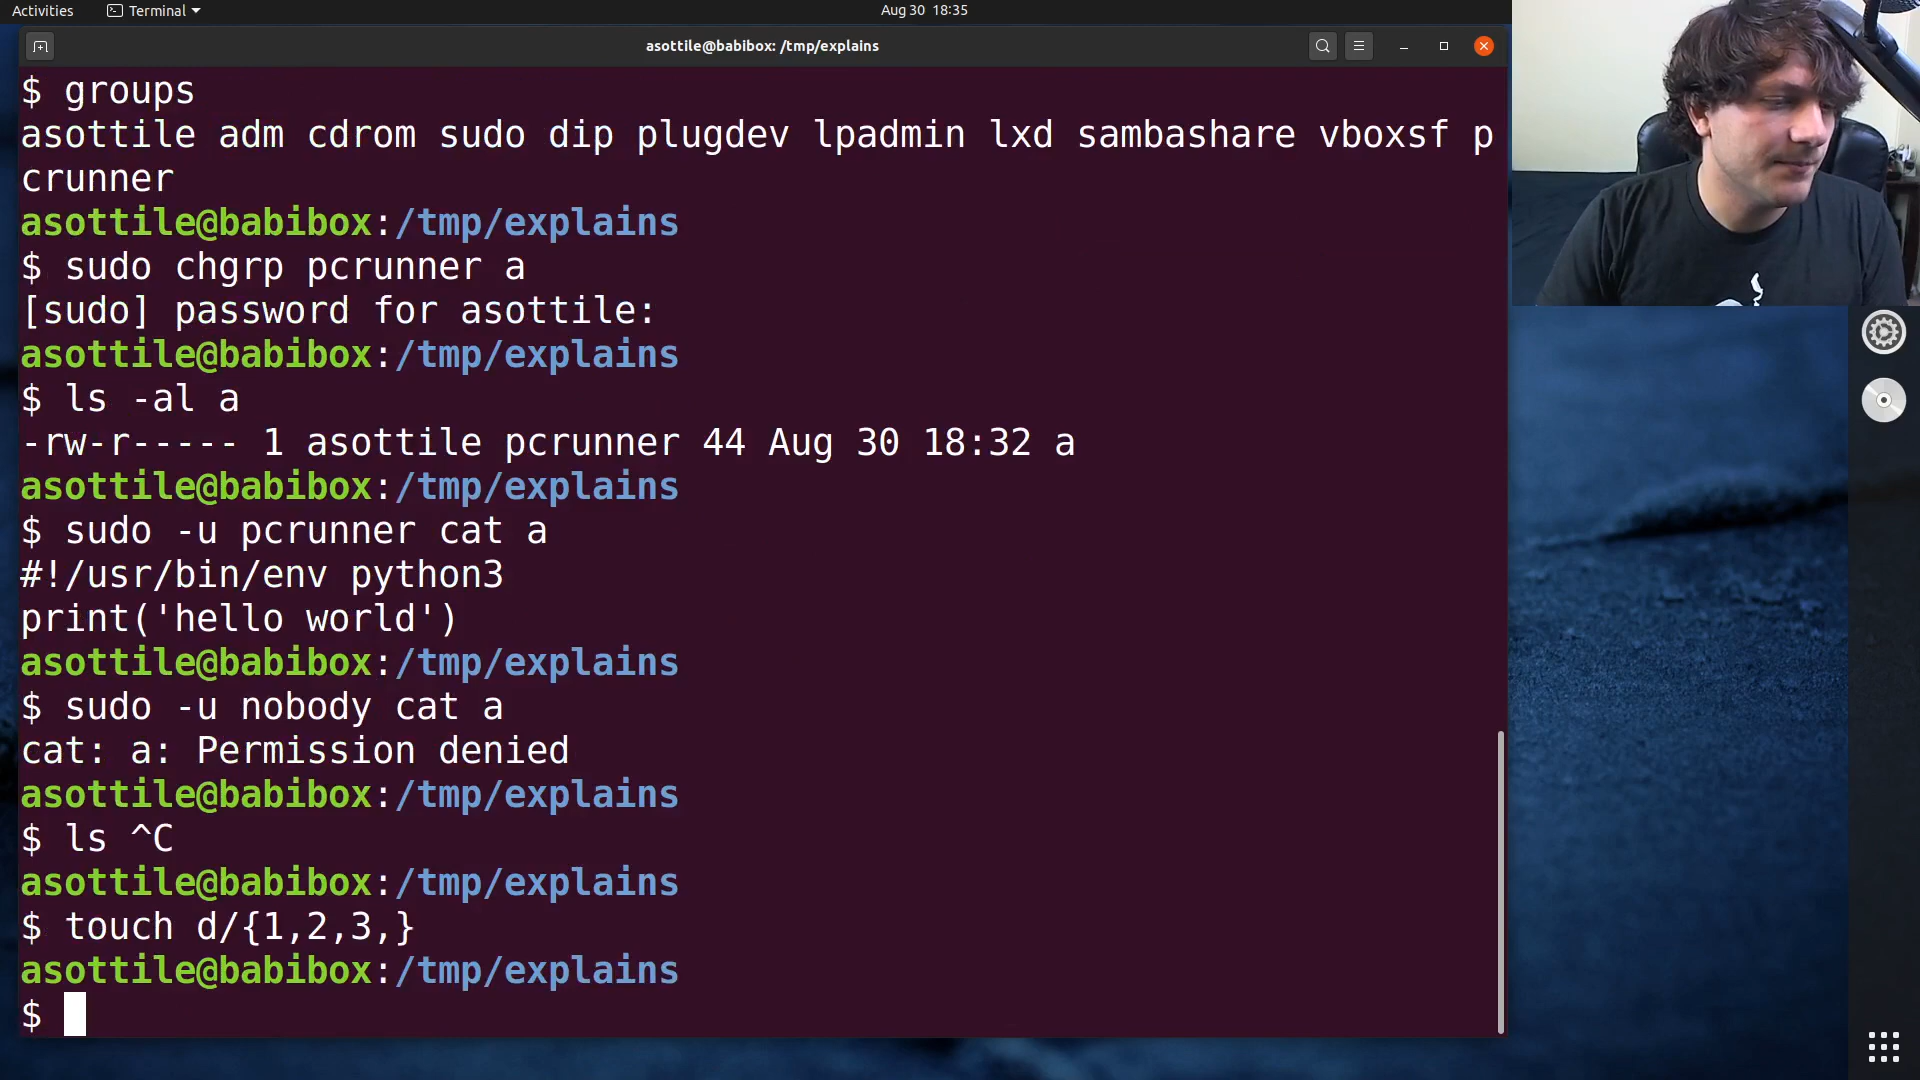 Activities Terminal Aug 30 18:35
asottile@babibox: /tmp/explains
$ groups
asottile adm cdrom sudo dip plugdev lpadmin lxd sambashare vboxsf p
crunner
asottile@babibox:/tmp/explains
$ sudo chgrp pcrunner a
[sudo] password for asottile:
asottile@babibox:/tmp/explains
$ ls -al a
-rw-r----- 1 asottile pcrunner 44 Aug 30 18:32 a
asottile@babibox:/tmp/explains
$ sudo -u pcrunner cat a
#!/usr/bin/env python3
print('hello world')
asottile@babibox:/tmp/explains
$ sudo -u nobody cat a
cat: a: Permission denied
asottile@babibox:/tmp/explains
$ ls ^C
asottile@babibox:/tmp/explains
$ touch d/{1,2,3,}
asottile@babibox:/tmp/explains
$